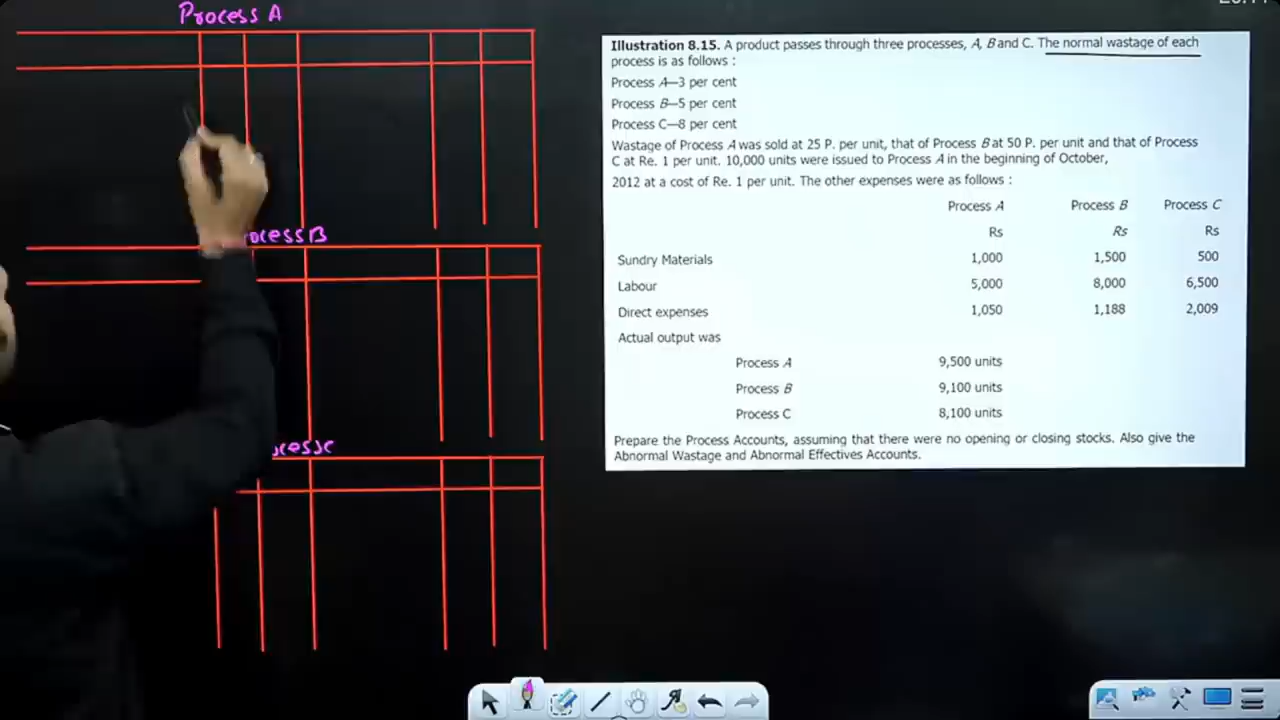 Process A
ocess B
ocessc
Illustration 8.15. A product passes through three processes, A, B and C. The normal wastage of each
process is as follows :
Process A—3 per cent
Process B—5 per cent
Process C—8 per cent
Wastage of Process A was sold at 25 P. per unit, that of Process B at 50 P. per unit and that of Process
C at Re. 1 per unit. 10,000 units were issued to Process A in the beginning of October,
2012 at a cost of Re. 1 per unit. The other expenses were as follows :
Process A Process B Process C
Rs Rs Rs
Sundry Materials 1,000 1,500 500
Labour 5,000 8,000 6,500
Direct expenses 1,050 1,188 2,009
Actual output was
Process A 9,500 units
Process B 9,100 units
Process C 8,100 units
Prepare the Process Accounts, assuming that there were no opening or closing stocks. Also give the
Abnormal Wastage and Abnormal Effectives Accounts.